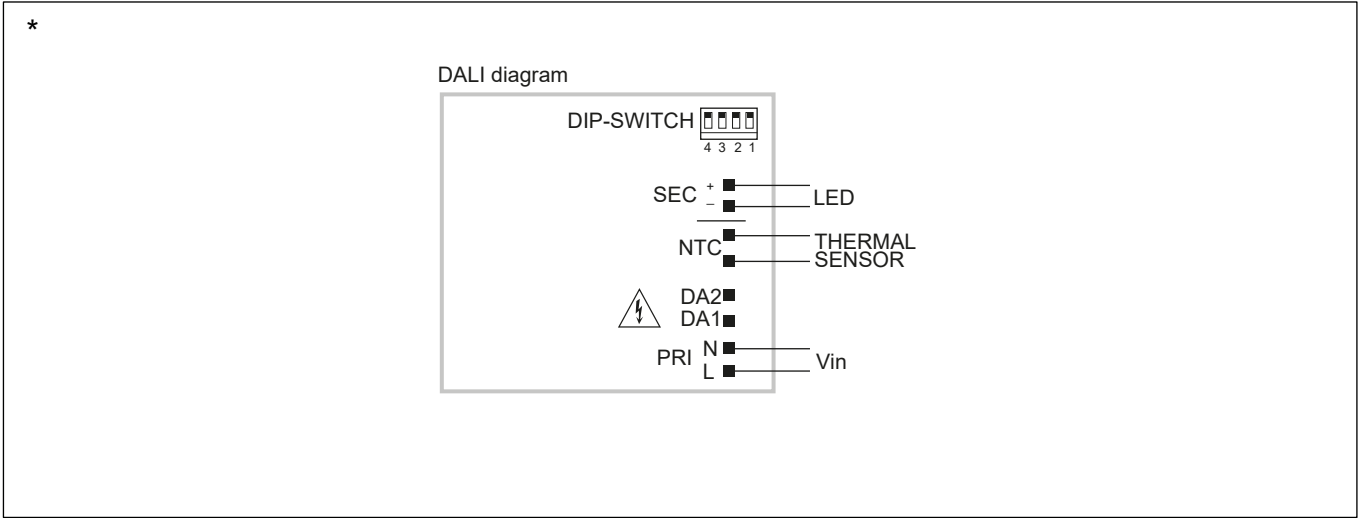 *
DALI diagram
DIP-SWITCH
4 3 2 1
SEC + LED
–
NTC THERMAL
SENSOR
DA2
DA1
PRI N Vin
L